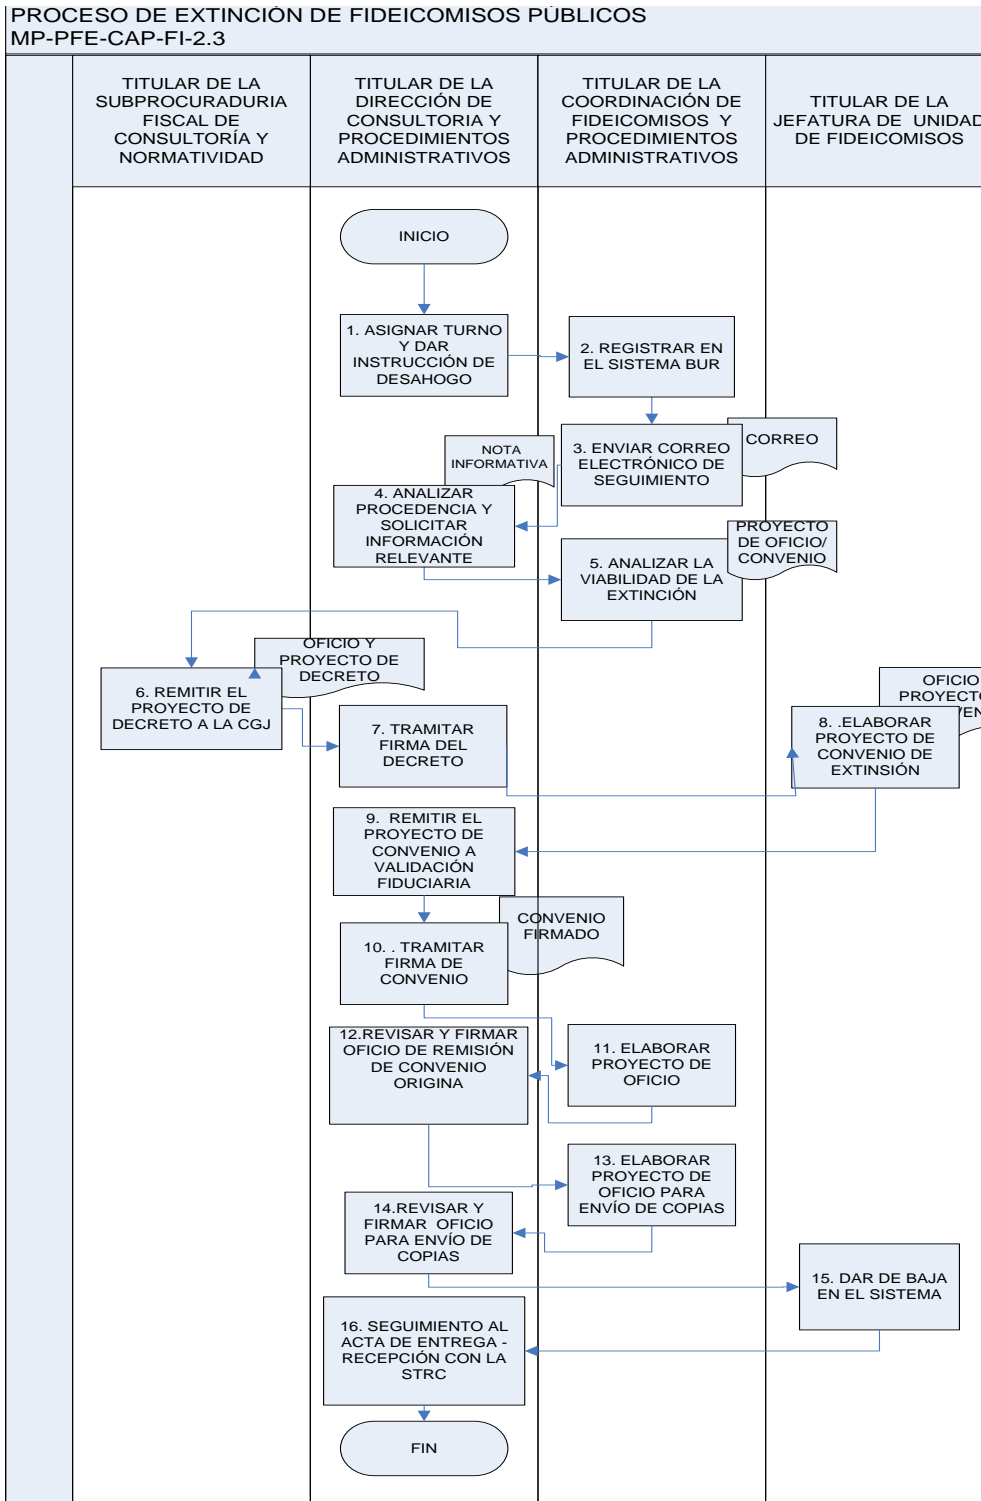 PROCESO DE EXTINCIÓN DE FIDEICOMISOS PÚBLICOS
MP-PFE-CAP-FI-2.3
TITULAR DE LA
SUBPROCURADURIA
FISCAL DE
CONSULTORÍA Y
NORMATIVIDAD
TITULAR DE LA
DIRECCIÓN DE
CONSULTORIA Y
PROCEDIMIENTOS
ADMINISTRATIVOS
TITULAR DE LA
COORDINACIÓN DE
FIDEICOMISOS Y
PROCEDIMIENTOS
ADMINISTRATIVOS
TITULAR DE LA
JEFATURA DE UNIDAD
DE FIDEICOMISOS
INICIO
1. ASIGNAR TURNO
Y DAR
INSTRUCCIÓN DE
DESAHOGO
2. REGISTRAR EN
EL SISTEMA BUR
3. ENVIAR CORREO
ELECTRÓNICO DE
SEGUIMIENTO
CORREO
NOTA
INFORMATIVA
4. ANALIZAR
PROCEDENCIA Y
SOLICITAR
INFORMACIÓN
RELEVANTE
PROYECTO
DE OFICIO/
CONVENIO
5. ANALIZAR LA
VIABILIDAD DE LA
EXTINCIÓN
OFICIO Y
PROYECTO DE
DECRETO
6. REMITIR EL
PROYECTO DE
DECRETO A LA CGJ
7. TRAMITAR
FIRMA DEL
DECRETO
OFICIO
8. .ELABORAR
PROYECTO DE
CONVENIO DE
EXTINSIÓN
9. REMITIR EL
PROYECTO DE
CONVENIO A
VALIDACIÓN
FIDUCIARIA
CONVENIO
FIRMADO
10. . TRAMITAR
FIRMA DE
CONVENIO
11. ELABORAR
PROYECTO DE
OFICIO
12.REVISAR Y FIRMAR
OFICIO DE REMISIÓN
DE CONVENIO
ORIGINA
13. ELABORAR
PROYECTO DE
OFICIO PARA
ENVÍO DE COPIAS
14.REVISAR Y
FIRMAR OFICIO
PARA ENVÍO DE
COPIAS
15. DAR DE BAJA
EN EL SISTEMA
16. SEGUIMIENTO AL
ACTA DE ENTREGA -
RECEPCIÓN CON LA
STRC
FIN